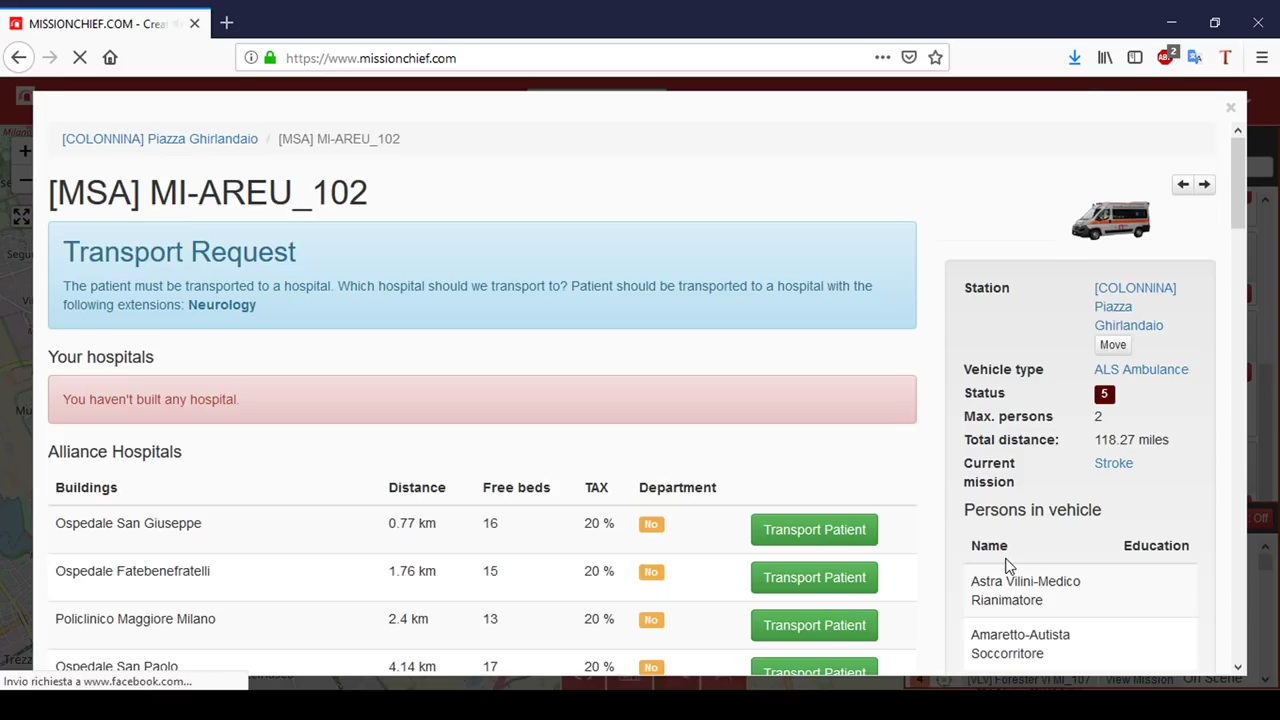 MISSIONCHIEF.COM - Crea
https://www.missionchief.com
2
T
[COLONNINA] Piazza Ghirlandaio / [MSA] MI-AREU_102
[MSA] MI-AREU_102
Transport Request
The patient must be transported to a hospital. Which hospital should we transport to? Patient should be transported to a hospital with the
following extensions: Neurology
Your hospitals
You haven't built any hospital.
Alliance Hospitals
Buildings Distance Free beds TAX Department
Ospedale San Giuseppe 0.77 km 16 20 % No Transport Patient
Ospedale Fatebenefratelli 1.76 km 15 20 % No Transport Patient
Policlinico Maggiore Milano 2.4 km 13 20 % No Transport Patient
Ospedale San Paolo 4.14 km 17 20 % No Transport Patient
Station [COLONNINA]
Piazza
Ghirlandaio
Move
Vehicle type ALS Ambulance
Status 5
Max. persons 2
Total distance: 118.27 miles
Current Stroke
mission
Persons in vehicle
Name Education
Astra Vilini-Medico
Rianimatore
Amaretto-Autista
Soccorritore
Invio richiesta a www.facebook.com...
View Mission